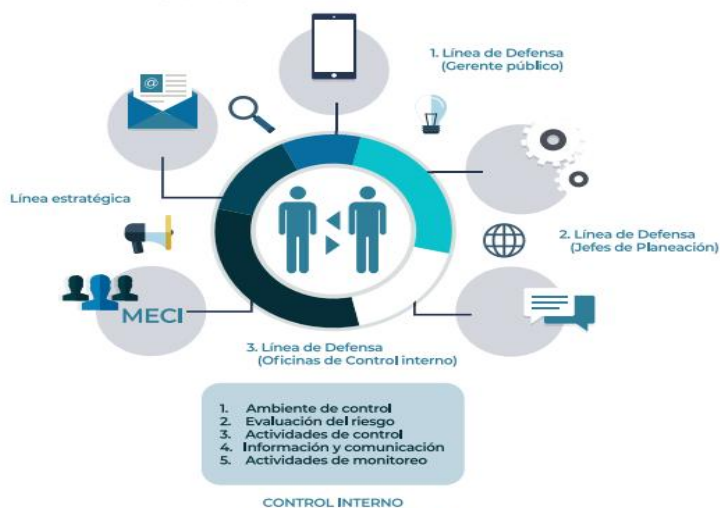 1. Línea de Defensa
(Gerente público)
@
Línea estratégica
2. Línea de Defensa
(Jefes de Planeación)
MECI
3. Línea de Defensa
(Oficinas de Control interno)
1. Ambiente de control
2. Evaluación del riesgo
3. Actividades de control
4. Información y comunicación
5. Actividades de monitoreo
CONTROL INTERNO